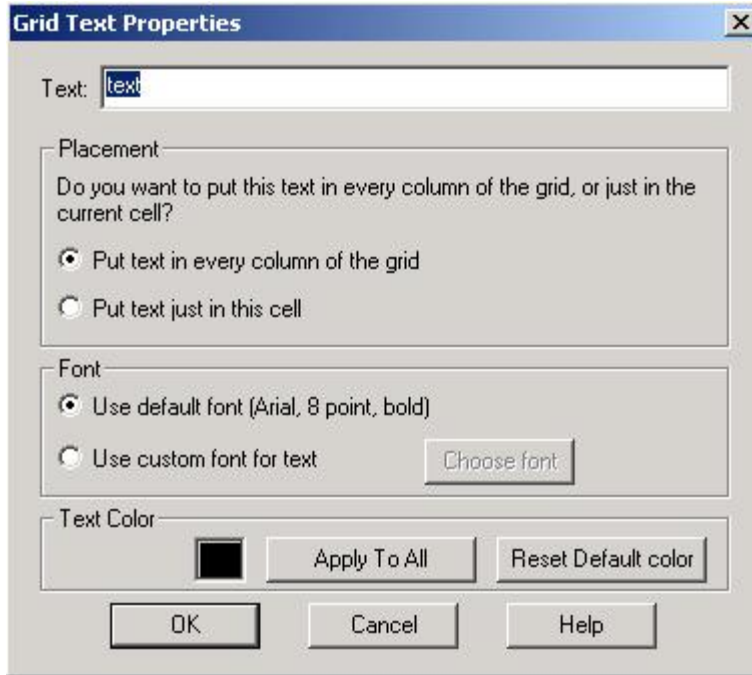 Grid Text Properties
Text: text
Placement
Do you want to put this text in every column of the grid, or just in the
current cell?
Put text in every column of the grid
Put text just in this cell
Font
Use default font (Arial, 8 point, bold)
Use custom font for text Choose font
Text Color
Apply To All Reset Default color
OK Cancel Help